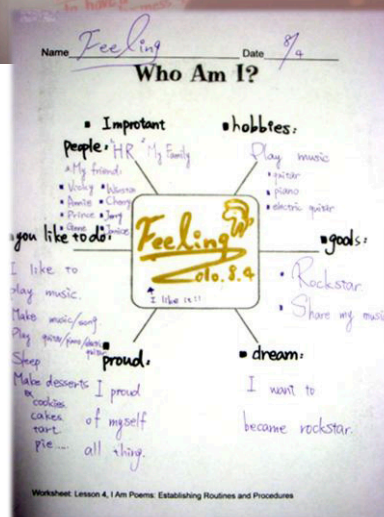 Name Feeling Date 8/4
Who Am I?
Improtant
people:
"HR" My Family
My friend:
Vicky
Annie Cherry
Prince Jerry
hobbies:
Play music
guitar
piano
electric guitar
you like to do:
I like to
play music.
Make music/song.
Play guitar/piano/electric
guitar
Sleep
Make desserts
cookies
cakes
tart
pie....
Feeling
2010.8.4
I like it!!
goals:
Rockstar
Share my music
proud:
I proud
of myself
all thing.
dream:
I want to
became rockstar.
Worksheet: Lesson 4, I Am Poems: Establishing Routines and Procedures